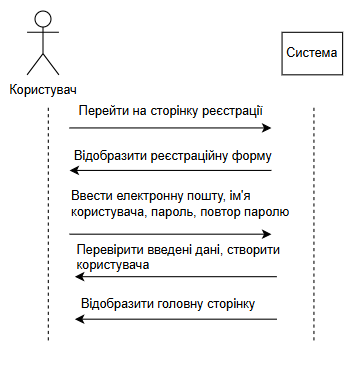 Користувач
Система
Перейти на сторінку реєстрації
Відобразити реєстраційну форму
Ввести електронну пошту, ім'я
користувача, пароль, повтор паролю
Перевірити введені дані, створити
користувача
Відобразити головну сторінку